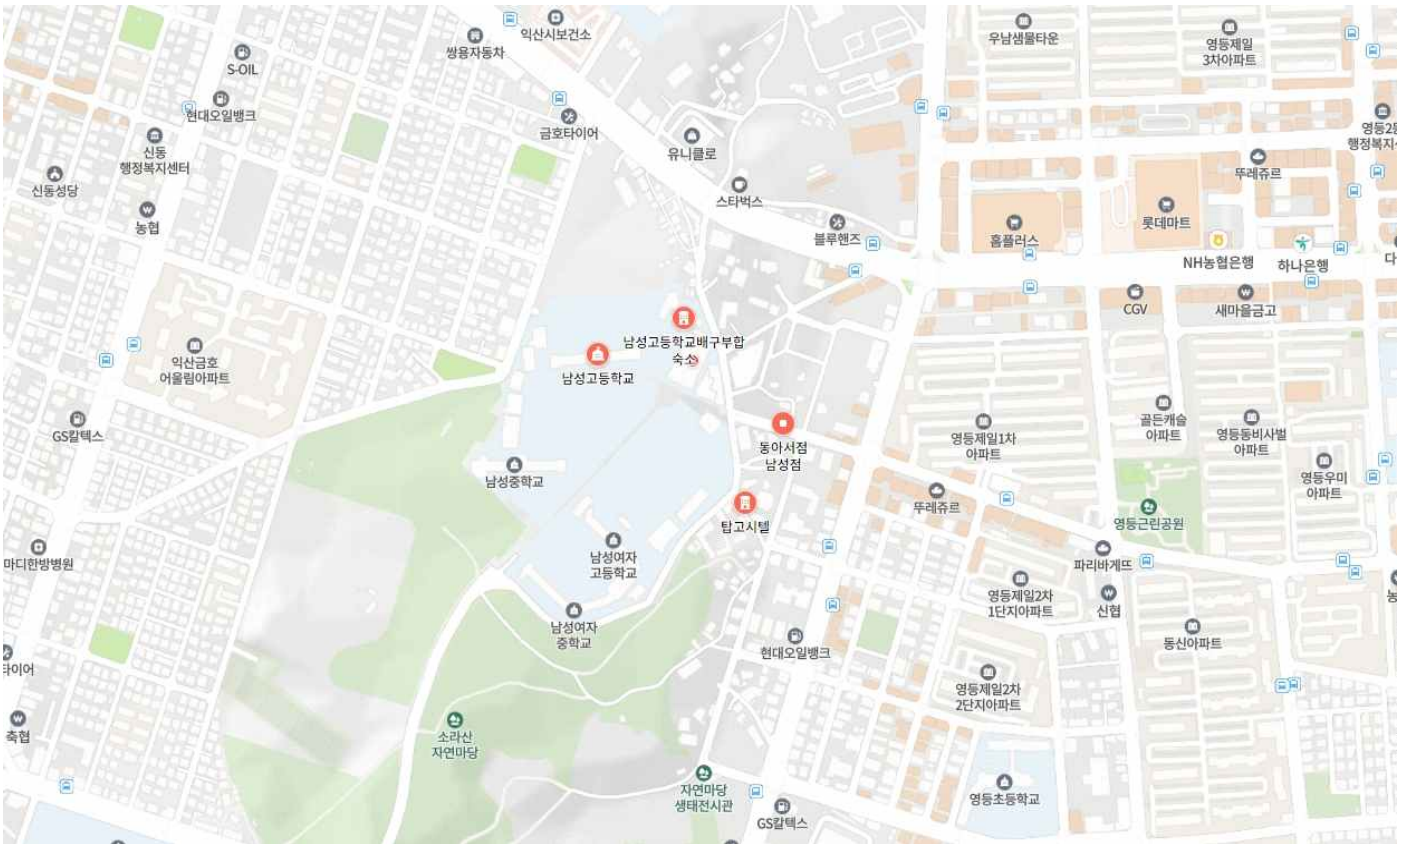 익산시보건소
쌍용자동차
우남샘물타운
영등제일
3차아파트
S-OIL
현대오일뱅크
금호타이어
신동
행정복지센터
유니클로
뚜레쥬르
신동성당
스타벅스
농협
롯데마트
블루핸즈
홈플러스
NH농협은행
하나은행
CGV
새마을금고
남성고등학교배구부합
숙소
익산금호
어울림아파트
남성고등학교
GS칼텍스
골든캐슬
아파트
영등동비사벌
아파트
영등제일1차
아파트
동아서점
남성점
남성중학교
영등우미
아파트
뚜레쥬르
영등근린공원
탑고시텔
남성여자
고등학교
마디한방병원
파리바게뜨
영등제일2차
1단지아파트
신협
남성여자
중학교
동신아파트
현대오일뱅크
타이어
영등제일2차
2단지아파트
축협
소라산
자연마당
자연마당
생태전시관
영등초등학교
GS칼텍스